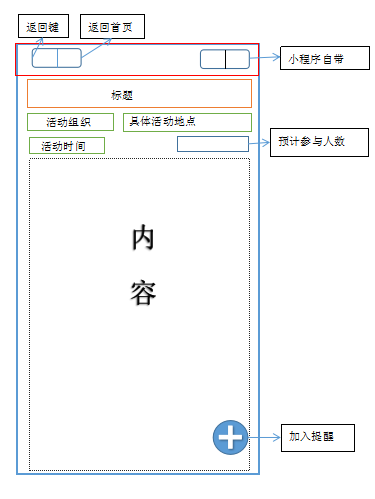 返回键
返回首页
小程序自带
标题
活动组织
具体活动地点
活动时间
预计参与人数
内
容
加入提醒